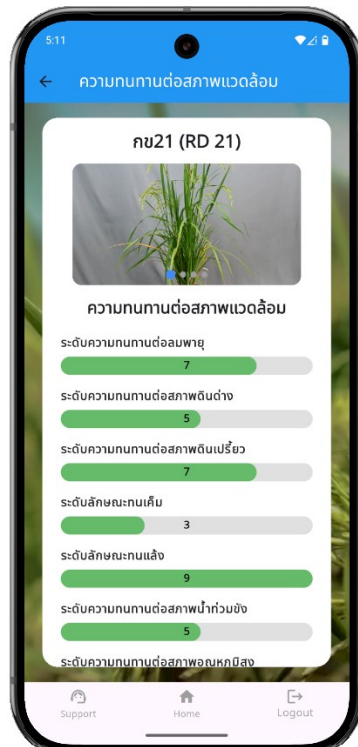 5:11
ความทนทานต่อสภาพแวดล้อม
กข21 (RD 21)
ความทนทานต่อสภาพแวดล้อม
ระดับความทนทานต่อลมพายุ
7
ระดับความทนทานต่อสภาพดินด่าง
5
ระดับความทนทานต่อสภาพดินเปรี้ยว
7
ระดับลักษณะทนเค็ม
3
ระดับลักษณะทนแล้ง
9
ระดับความทนทานต่อสภาพน้ำท่วมขัง
5
ระดับความทนทานต่อสภาพอุณหภูมิสูง
Support Home Logout